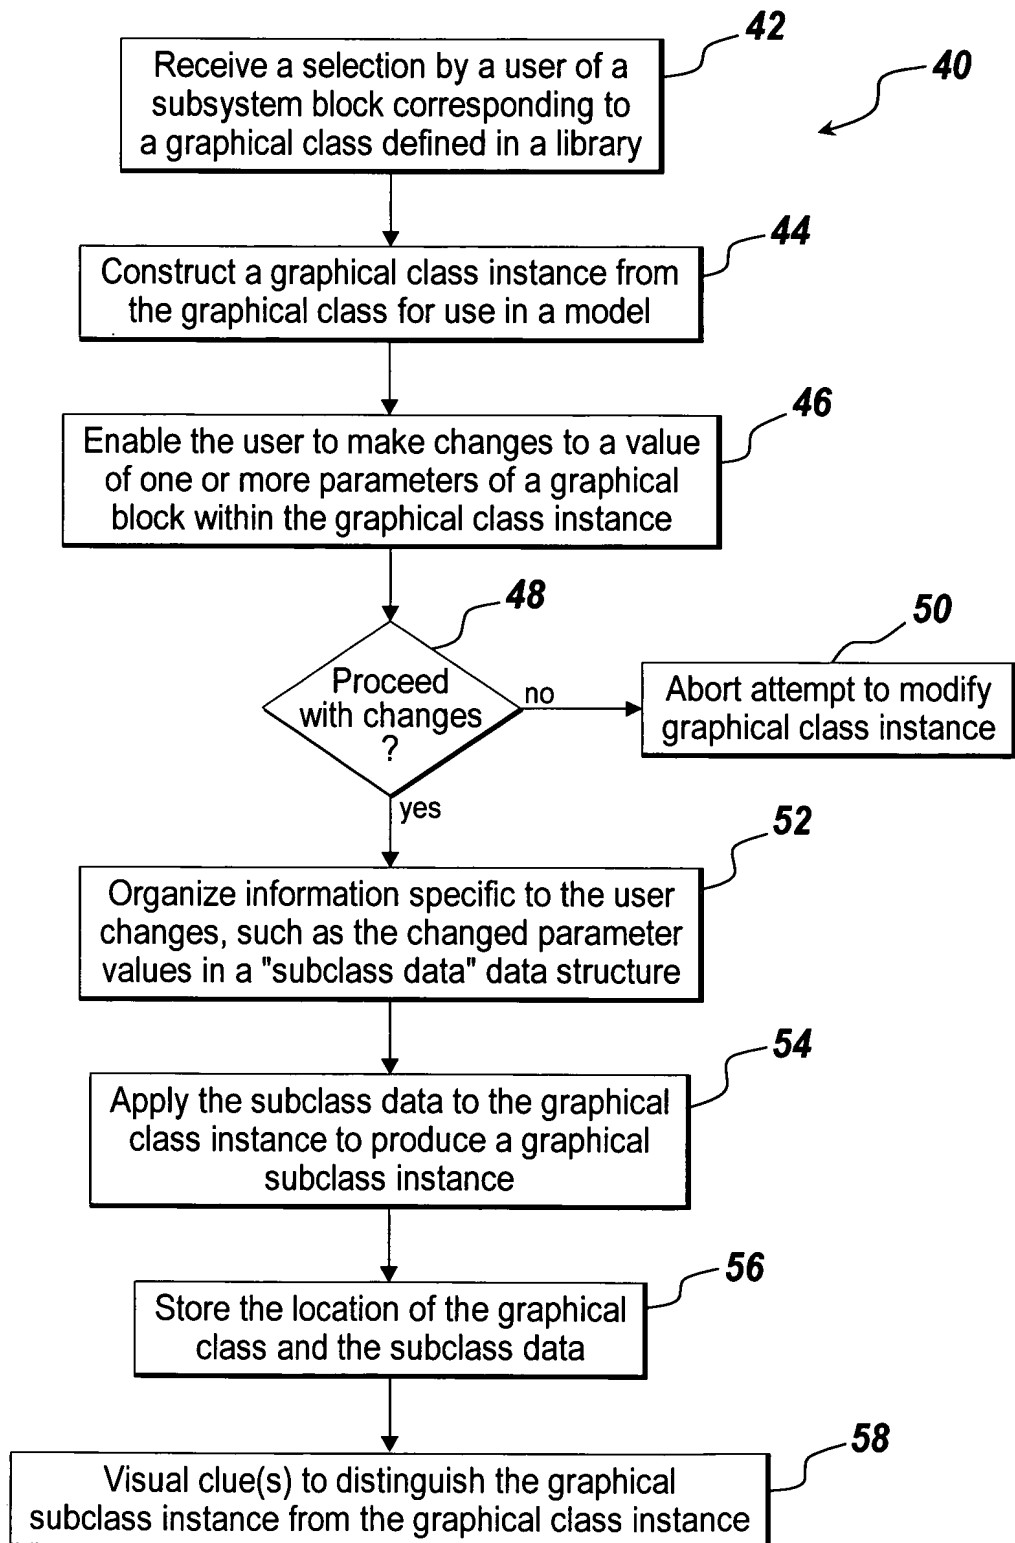 42
40
Receive a selection by a user of a
subsystem block corresponding to
a graphical class defined in a library
44
Construct a graphical class instance from
the graphical class for use in a model
46
Enable the user to make changes to a value
of one or more parameters of a graphical
block within the graphical class instance
48
Proceed
with changes
?
no
yes
50
Abort attempt to modify
graphical class instance
52
Organize information specific to the user
changes, such as the changed parameter
values in a "subclass data" data structure
54
Apply the subclass data to the graphical
class instance to produce a graphical
subclass instance
56
Store the location of the graphical
class and the subclass data
58
Visual clue(s) to distinguish the graphical
subclass instance from the graphical class instance